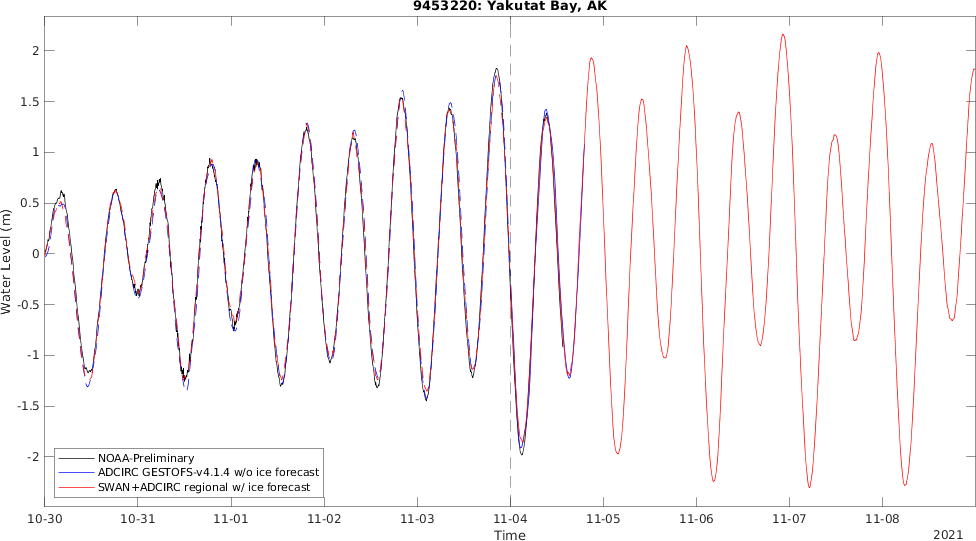 9453220: Yakutat Bay, AK
Water Level (m)
2
1.5
1
0.5
0
-0.5
-1
-1.5
-2
NOAA-Preliminary
ADCIRC GESTOFS-v4.1.4 w/o ice forecast
SWAN+ADCIRC regional w/ ice forecast
10-30 10-31 11-01 11-02 11-03 11-04 11-05 11-06 11-07 11-08
Time
2021